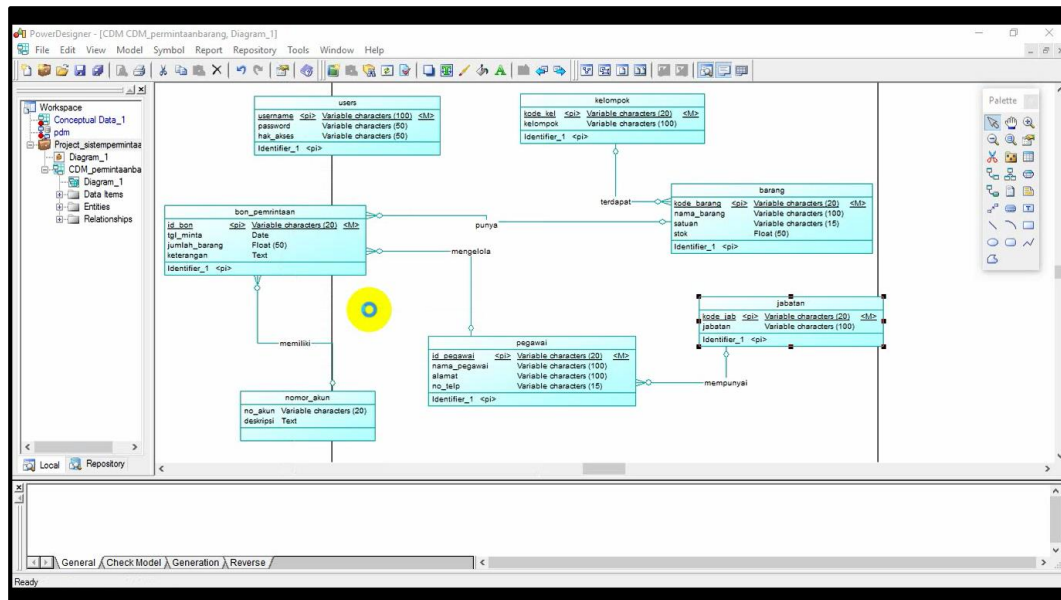 PowerDesigner - [CDM CDM_permintaanbarang, Diagram_1]
File Edit View Model Symbol Report Repository Tools Window Help
Workspace
Conceptual Data_1
pdm
Project_sistempermintaa
Diagram_1
CDM_pemintaanba
Diagram_1
Data Items
Entities
Relationships
Local Repository
users
username <pi> Variable characters (100) <M>
password Variable characters (50)
hak_akses Variable characters (50)
Identifier_1 <pi>
kelompok
kode_kel <pi> Variable characters (20) <M>
kelompok Variable characters (100)
Identifier_1 <pi>
terdapat
barang
kode_barang <pi> Variable characters (20) <M>
nama_barang Variable characters (100)
satuan Variable characters (15)
stok Float (50)
Identifier_1 <pi>
bon_pemrintaan
id_bon <pi> Variable characters (20) <M>
tgl_minta Date
jumlah_barang Float (50)
keterangan Text
Identifier_1 <pi>
punya
mengelola
memiliki
jabatan
kode_jab <pi> Variable characters (20) <M>
jabatan Variable characters (100)
Identifier_1 <pi>
pegawai
id_pegawai <pi> Variable characters (20) <M>
nama_pegawai Variable characters (100)
alamat Variable characters (100)
no_telp Variable characters (15)
Identifier_1 <pi>
mempunyai
nomor_akun
no_akun Variable characters (20)
deskripsi Text
Palette
General Check Model Generation Reverse
Ready